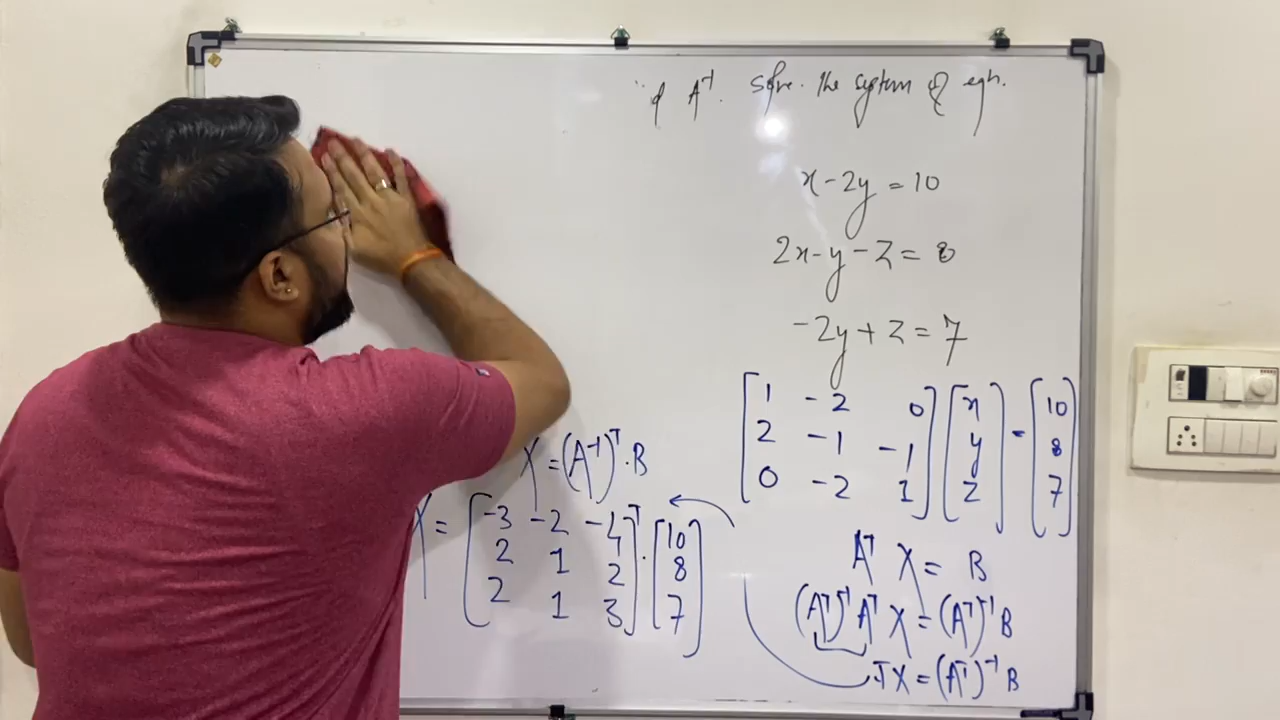 of A⁻¹. Solve. the system of eqn.
x - 2y = 10
2x - y - z = 8
-2y + z = 7
[1 -2 0] [x] = [10]
[2 -1 -1] [y] [8]
[0 -2 1] [z] [7]
Aᵀ X = B
(Aᵀ)⁻¹ Aᵀ X = (Aᵀ)⁻¹ B
IX = (Aᵀ)⁻¹ B
X = (A⁻¹)ᵀ . B
X = [-3 -2 -4]ᵀ . [10]
[2 1 2] [8]
[2 1 3] [7]